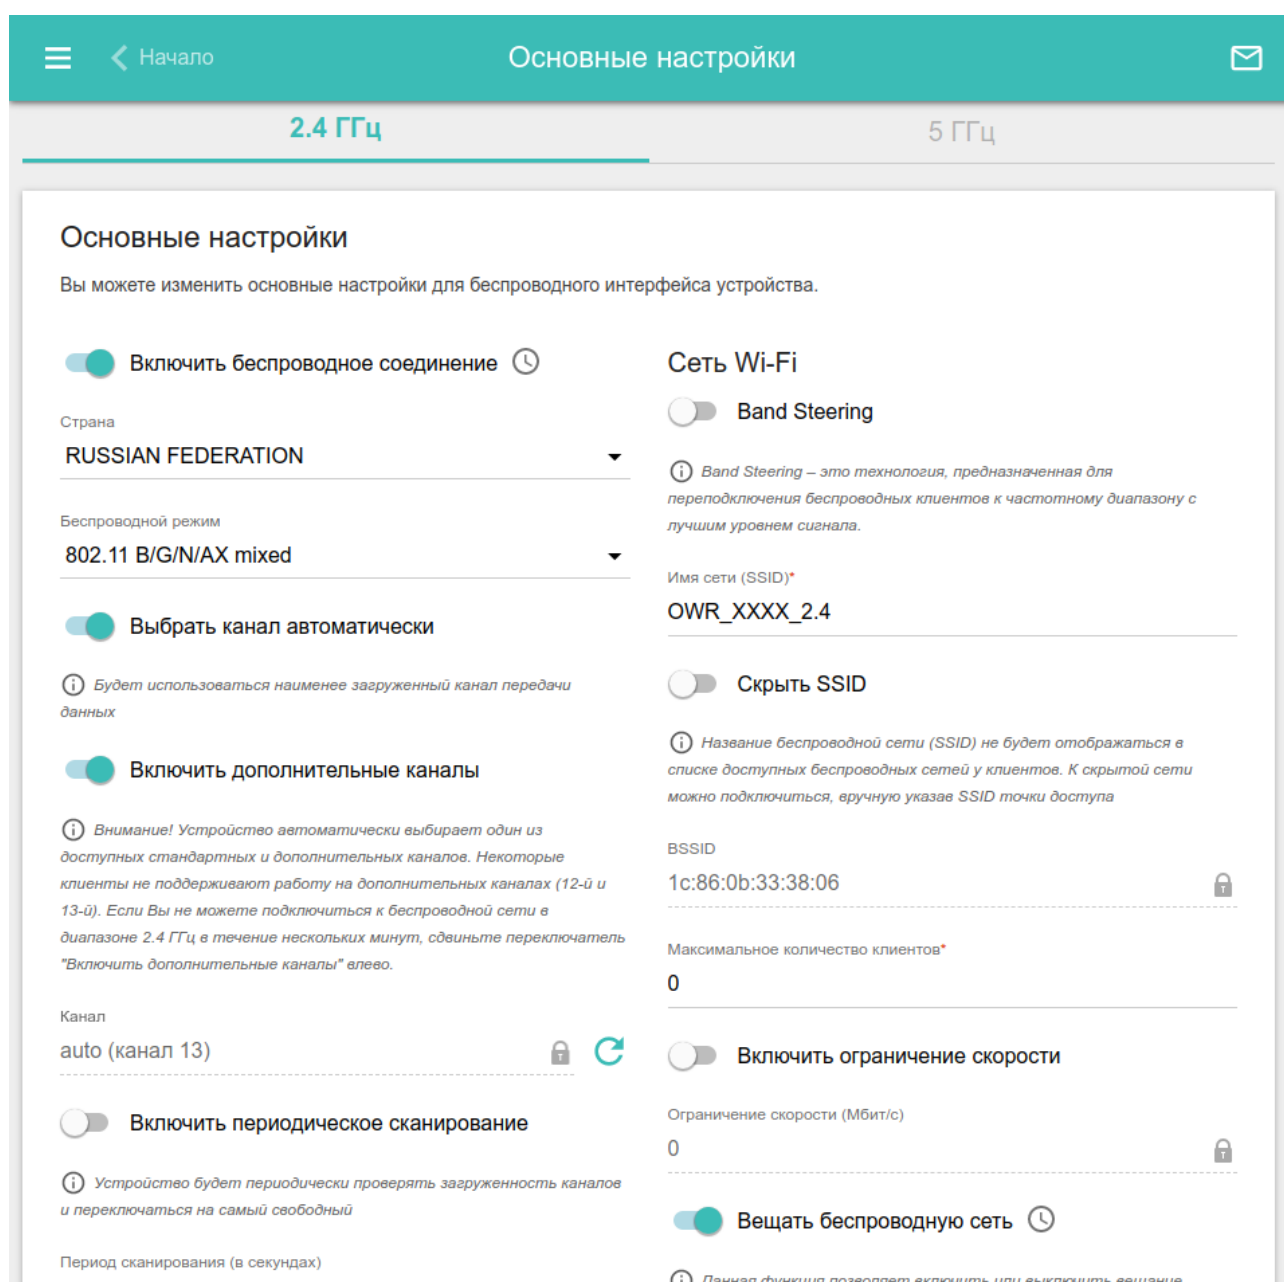 Начало
Основные настройки
2.4 ГГц
5 ГГц
Основные настройки
Вы можете изменить основные настройки для беспроводного интерфейса устройства.
Включить беспроводное соединение
Страна
RUSSIAN FEDERATION
Беспроводной режим
802.11 B/G/N/AX mixed
Выбрать канал автоматически
Будет использоваться наименее загруженный канал передачи
данных
Включить дополнительные каналы
Внимание! Устройство автоматически выбирает один из
доступных стандартных и дополнительных каналов. Некоторые
клиенты не поддерживают работу на дополнительных каналах (12-й и
13-й). Если Вы не можете подключиться к беспроводной сети в
диапазоне 2.4 ГГц в течение нескольких минут, сдвиньте переключатель
"Включить дополнительные каналы" влево.
Канал
auto (канал 13)
Включить периодическое сканирование
Устройство будет периодически проверять загруженность каналов
и переключаться на самый свободный
Период сканирования (в секундах)
Сеть Wi-Fi
Band Steering
Band Steering – это технология, предназначенная для
переподключения беспроводных клиентов к частотному диапазону с
лучшим уровнем сигнала.
Имя сети (SSID)*
OWR_XXXX_2.4
Скрыть SSID
Название беспроводной сети (SSID) не будет отображаться в
списке доступных беспроводных сетей у клиентов. К скрытой сети
можно подключиться, вручную указав SSID точки доступа
BSSID
1c:86:0b:33:38:06
Максимальное количество клиентов*
0
Включить ограничение скорости
Ограничение скорости (Мбит/с)
0
Вещать беспроводную сеть
Данная функция позволяет включить или выключить вещание